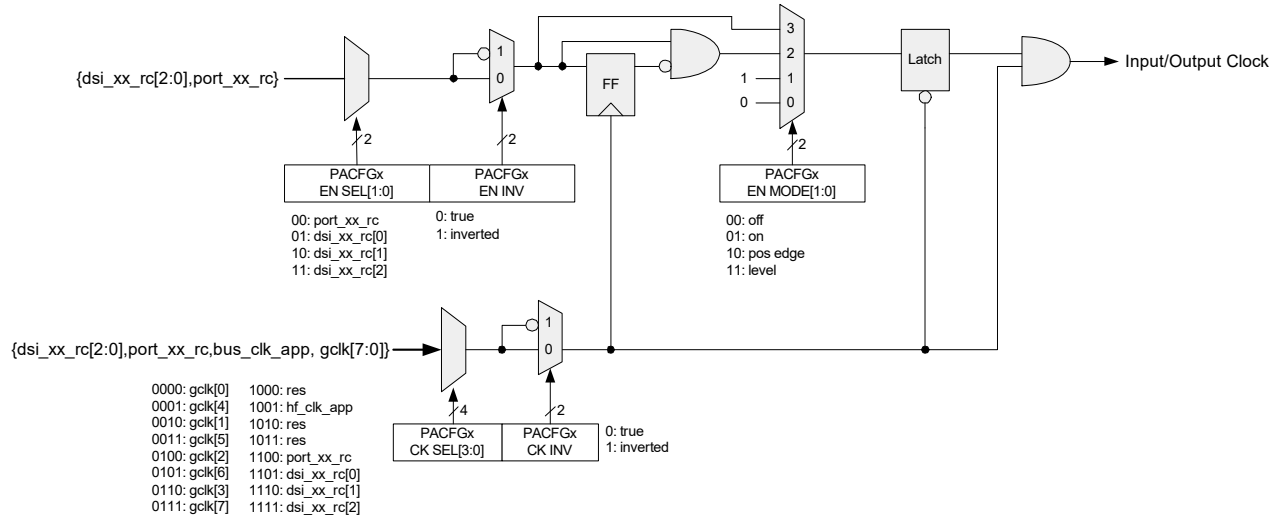 {dsi_xx_rc[2:0],port_xx_rc}
1
0
FF
3
2
1
1
0
0
Latch
Input/Output Clock
2
2
2
PACFGx
EN SEL[1:0]
PACFGx
EN INV
PACFGx
EN MODE[1:0]
00: port_xx_rc
01: dsi_xx_rc[0]
10: dsi_xx_rc[1]
11: dsi_xx_rc[2]
0: true
1: inverted
00: off
01: on
10: pos edge
11: level
{dsi_xx_rc[2:0],port_xx_rc,bus_clk_app, gclk[7:0]}
1
0
4
2
PACFGx
CK SEL[3:0]
PACFGx
CK INV
0: true
1: inverted
0000: gclk[0]
0001: gclk[4]
0010: gclk[1]
0011: gclk[5]
0100: gclk[2]
0101: gclk[6]
0110: gclk[3]
0111: gclk[7]
1000: res
1001: hf_clk_app
1010: res
1011: res
1100: port_xx_rc
1101: dsi_xx_rc[0]
1110: dsi_xx_rc[1]
1111: dsi_xx_rc[2]